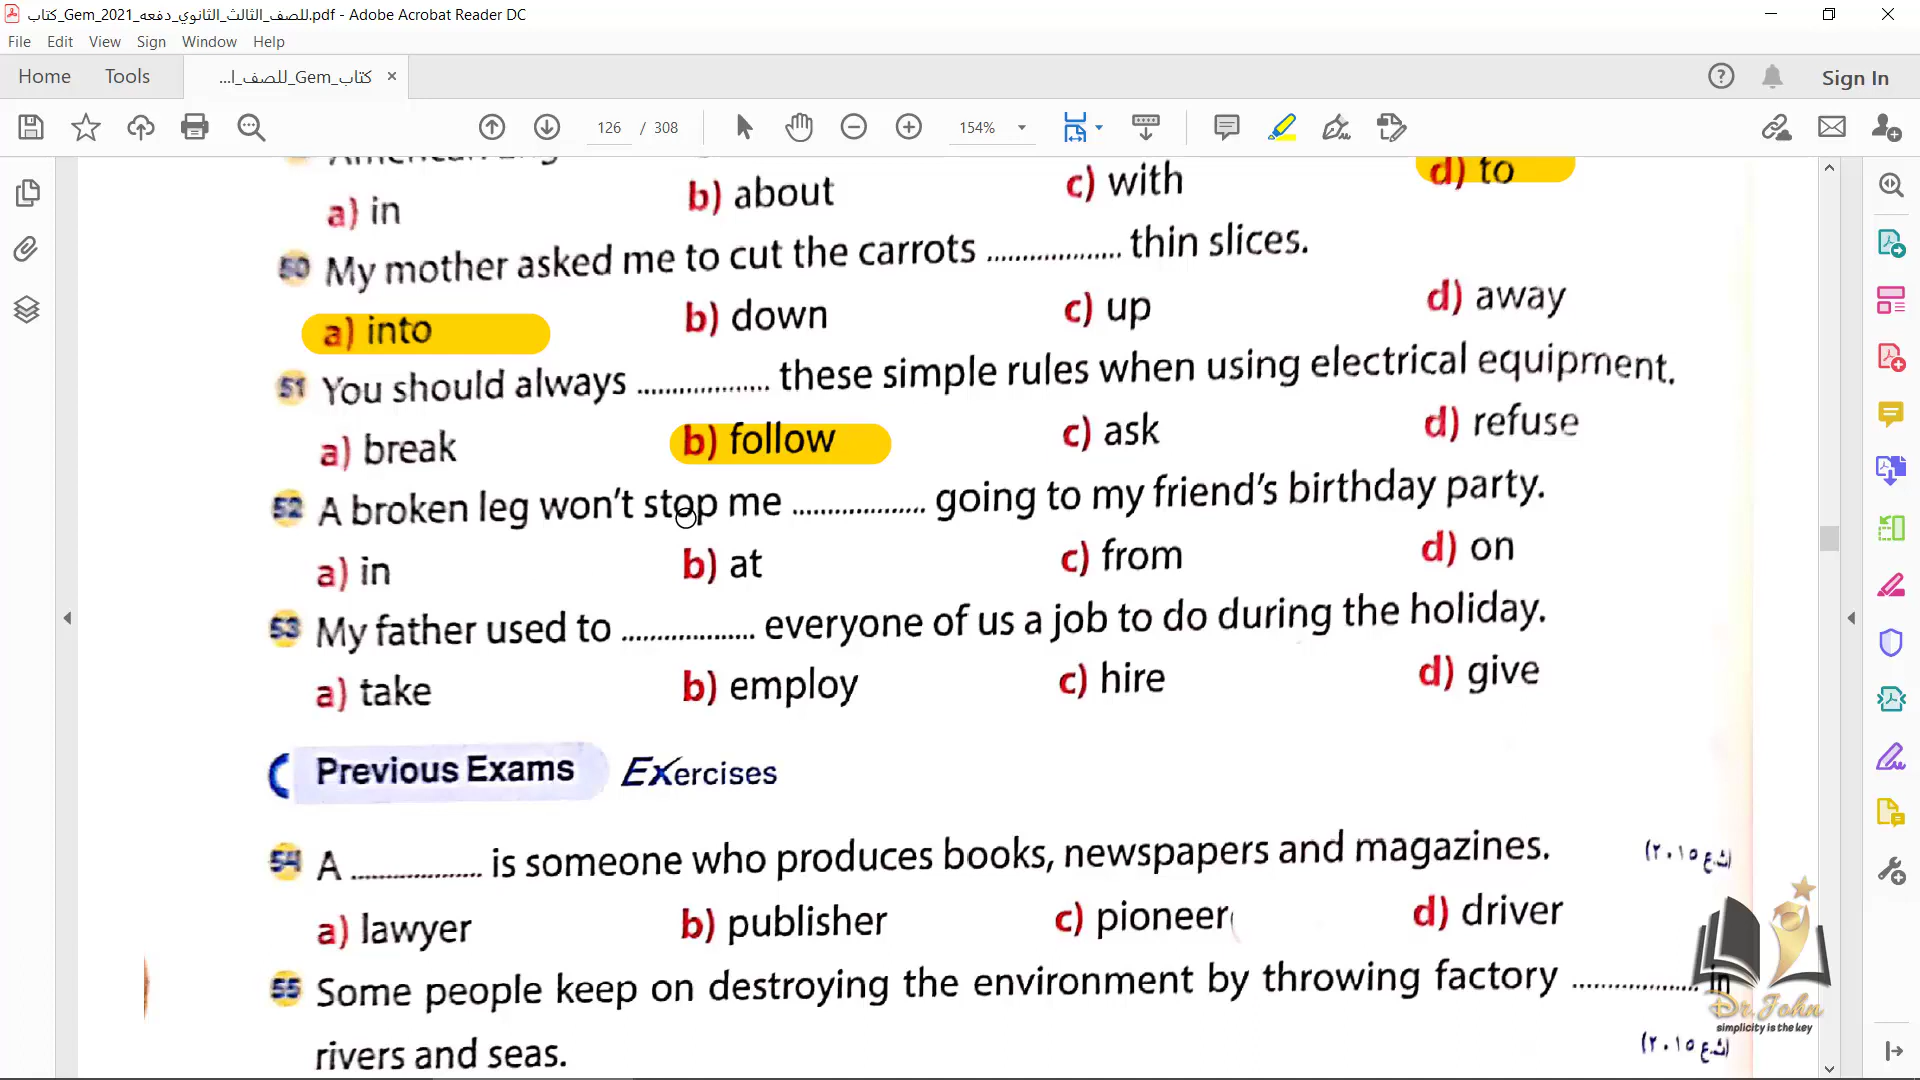 كتاب_Gem_للصف_الثالث_الثانوي_دفعه_2021.pdf - Adobe Acrobat Reader DC
File Edit View Sign Window Help
Home Tools كتاب_Gem_للصف_ا... × Sign In
126 / 308 154%
a) in b) about c) with d) to
50 My mother asked me to cut the carrots .................. thin slices.
a) into b) down c) up d) away
51 You should always .................. these simple rules when using electrical equipment.
a) break b) follow c) ask d) refuse
52 A broken leg won't stop me .................. going to my friend's birthday party.
a) in b) at c) from d) on
53 My father used to .................. everyone of us a job to do during the holiday.
a) take b) employ c) hire d) give
Previous Exams Exercises
54 A .................. is someone who produces books, newspapers and magazines. (ث.ع ٢٠١٥)
a) lawyer b) publisher c) pioneer d) driver
55 Some people keep on destroying the environment by throwing factory .................. in
rivers and seas. (ث.ع ٢٠١٥)
Dr.John
simplicity is the key